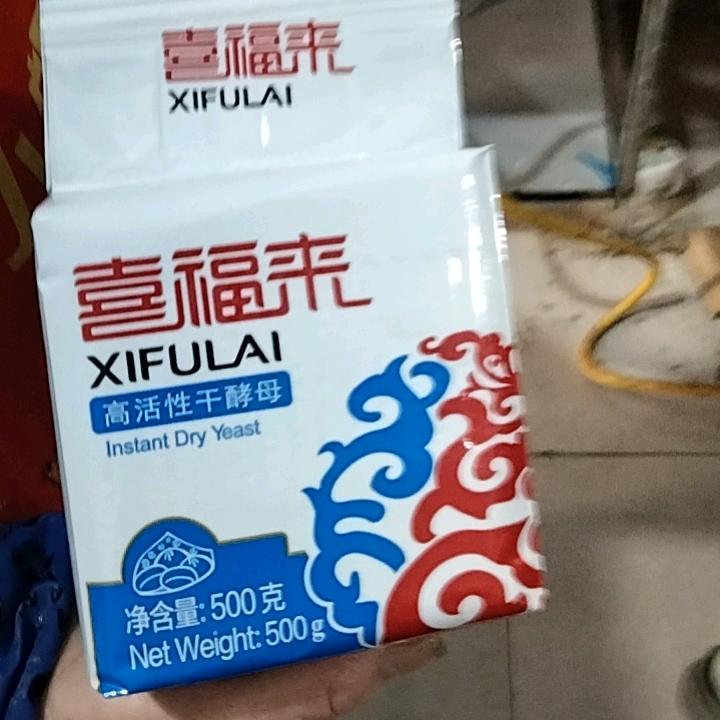 喜福来
XIFULAI
喜福来
XIFULAI
高活性干酵母
Instant Dry Yeast
净含量: 500克
Net Weight: 500g